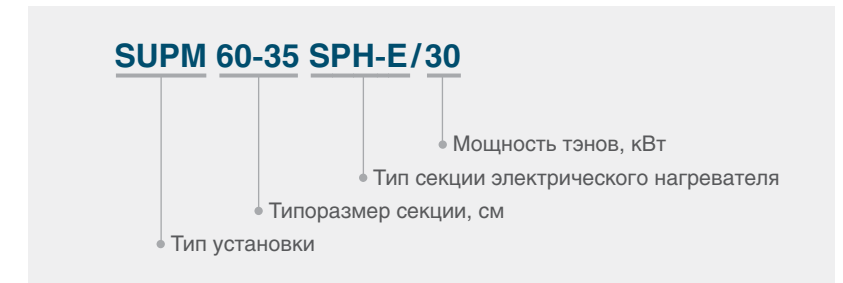 SUPM 60-35 SPH-E/30
Мощность тэнов, кВт
Тип секции электрического нагревателя
Типоразмер секции, см
Тип установки